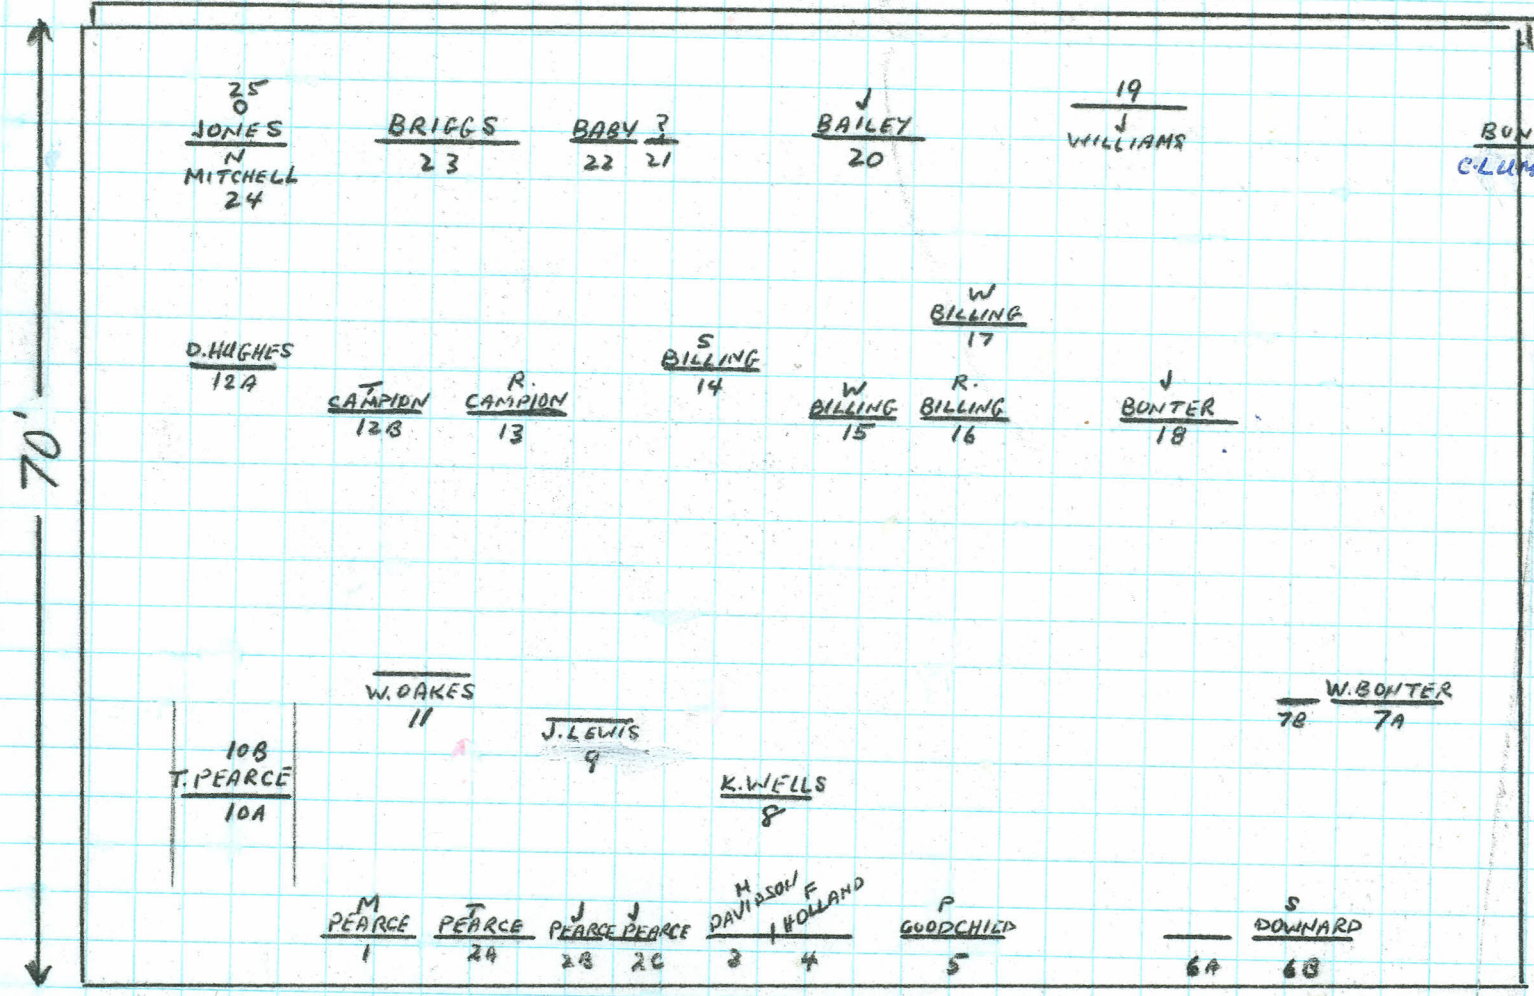 25
O
JONES
N
MITCHELL
24
BRIGGS
23
BABY ?
22 21
J
BAILEY
20
19
J
WILLIAMS
BUN
C.LUM
70'
D.HUGHES
12A
T
CAMPION
12B
R.
CAMPION
13
S
BILLING
14
W
BILLING
15
W
BILLING
17
R.
BILLING
16
J
BONTER
18
W.OAKES
11
J.LEWIS
9
10B
T.PEARCE
10A
K.WELLS
8
7B
W.BONTER
7A
M
PEARCE
1
T
PEARCE
2A
J J
PEARCE PEARCE
2B 2C
M
DAVIDSON
3
F
HOLLAND
4
P
GOODCHILD
5
6A
S
DOWNARD
6B